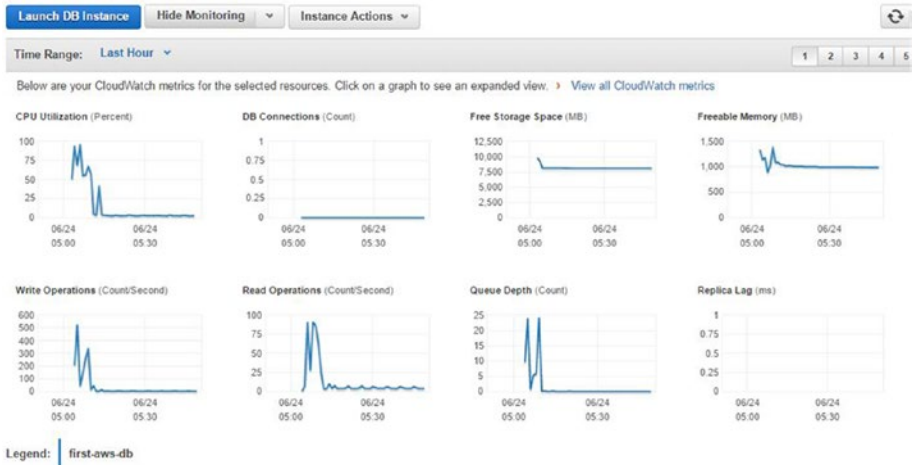 Launch DB Instance Hide Monitoring Instance Actions
Time Range: Last Hour 1 2 3 4 5
Below are your CloudWatch metrics for the selected resources. Click on a graph to see an expanded view. › View all CloudWatch metrics
CPU Utilization (Percent) DB Connections (Count) Free Storage Space (MB) Freeable Memory (MB)
100 1 12,500 1,500
75 0.75 10,000 1,000
50 0.5 7,500 500
25 0.25 5,000 0
0 0 2,500
0
06/24 06/24 06/24 06/24 06/24 06/24 06/24 06/24
05:00 05:30 05:00 05:30 05:00 05:30 05:00 05:30
Write Operations (Count/Second) Read Operations (Count/Second) Queue Depth (Count) Replica Lag (ms)
600 100 25 1
500 75 20 0.75
400 50 15 0.5
300 25 10 0.25
200 0 5 0
100 0
0
06/24 06/24 06/24 06/24 06/24 06/24 06/24 06/24
05:00 05:30 05:00 05:30 05:00 05:30 05:00 05:30
Legend: first-aws-db